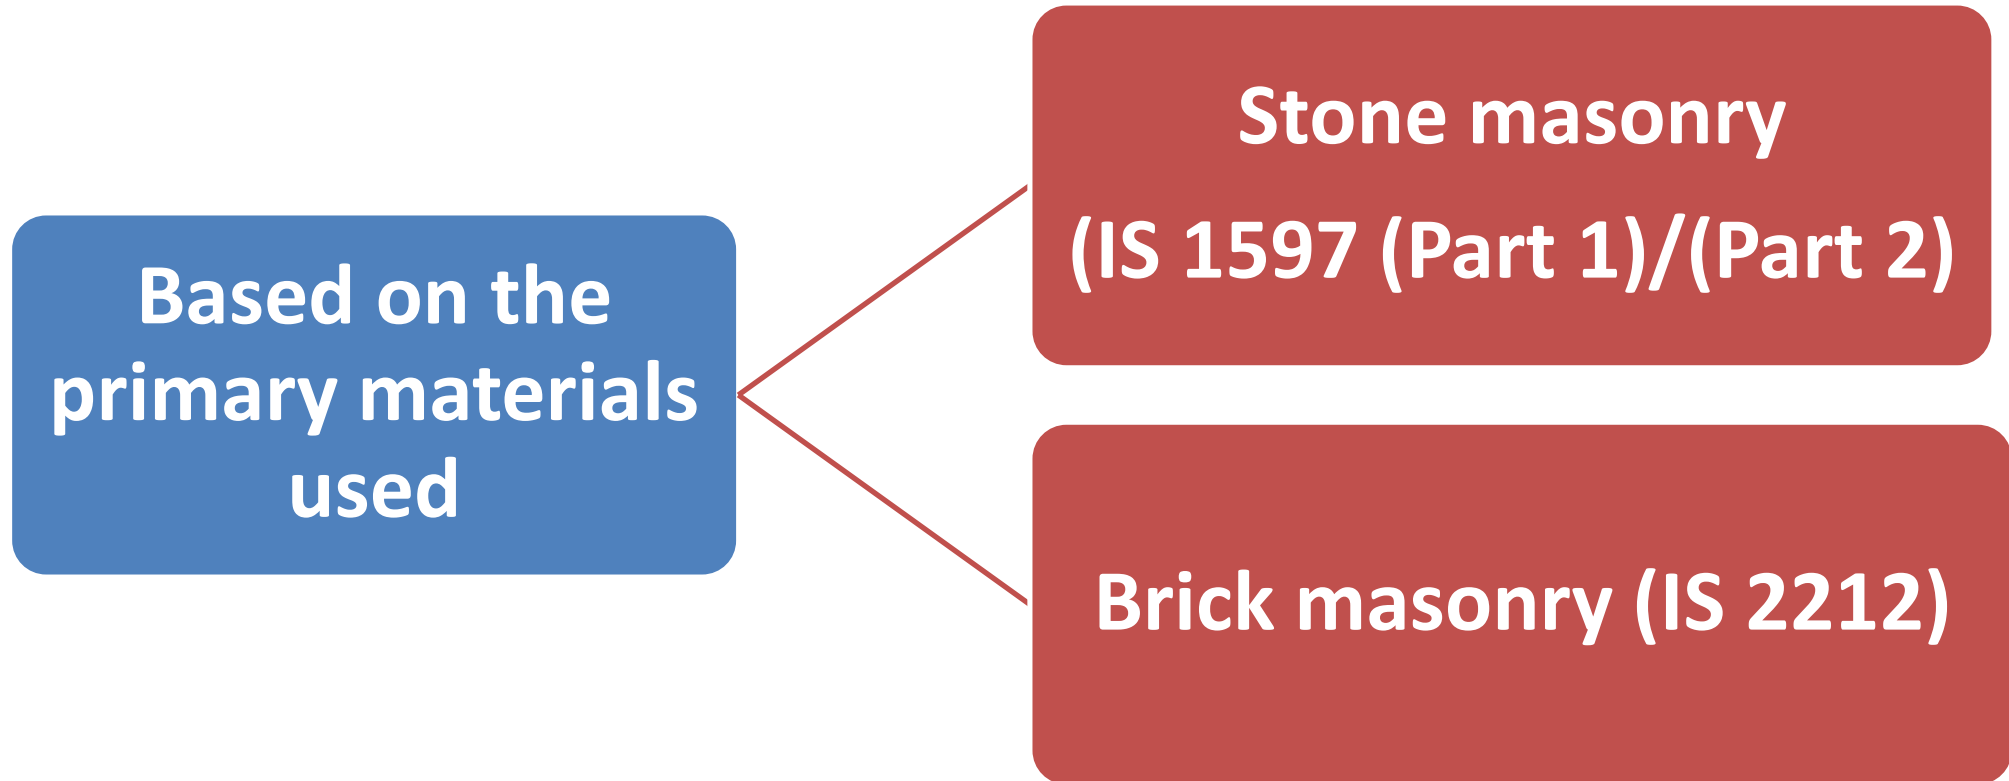 Based on the
primary materials
used
Stone masonry
(IS 1597 (Part 1)/(Part 2)
Brick masonry (IS 2212)